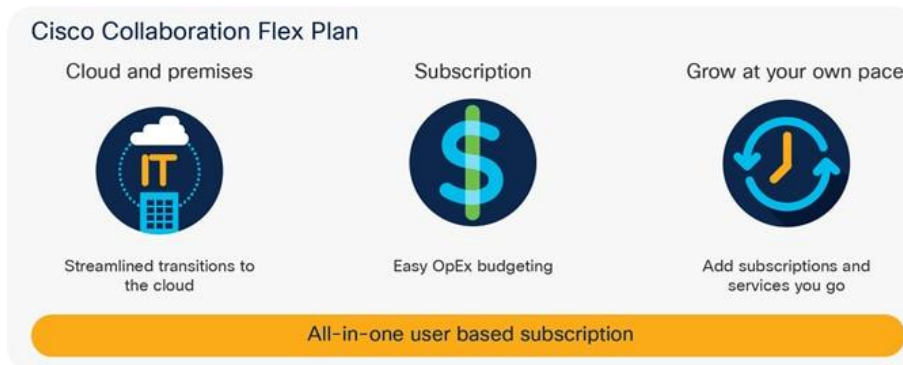 Cisco Collaboration Flex Plan
Cloud and premises
Subscription
Grow at your own pace
IT
Streamlined transitions to
the cloud
Easy OpEx budgeting
Add subscriptions and
services you go
All-in-one user based subscription